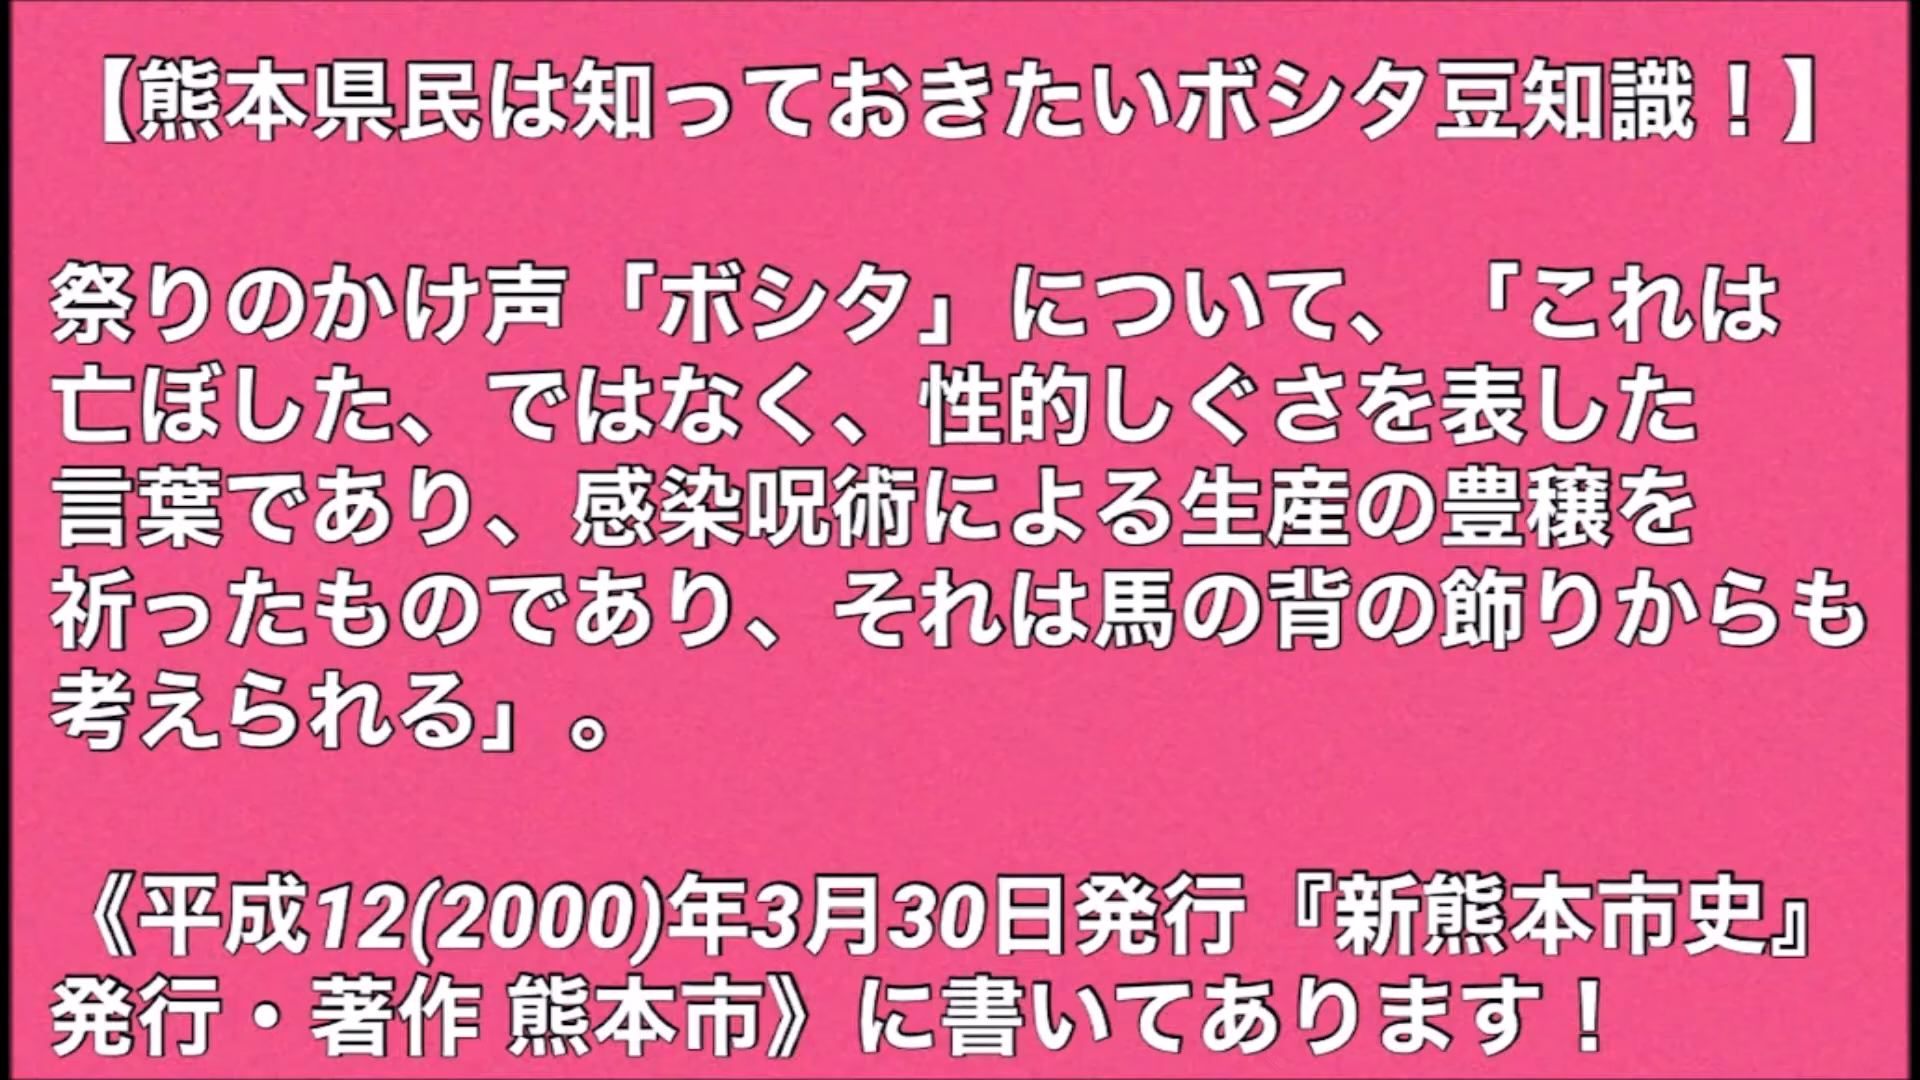 【熊本県民は知っておきたいボシタ豆知識！】
祭りのかけ声「ボシタ」について、「これは
亡ぼした、ではなく、性的しぐさを表した
言葉であり、感染呪術による生産の豊穣を
祈ったものであり、それは馬の背の飾りからも
考えられる」。
《平成12(2000)年3月30日発行『新熊本市史』
発行・著作 熊本市》に書いてあります！